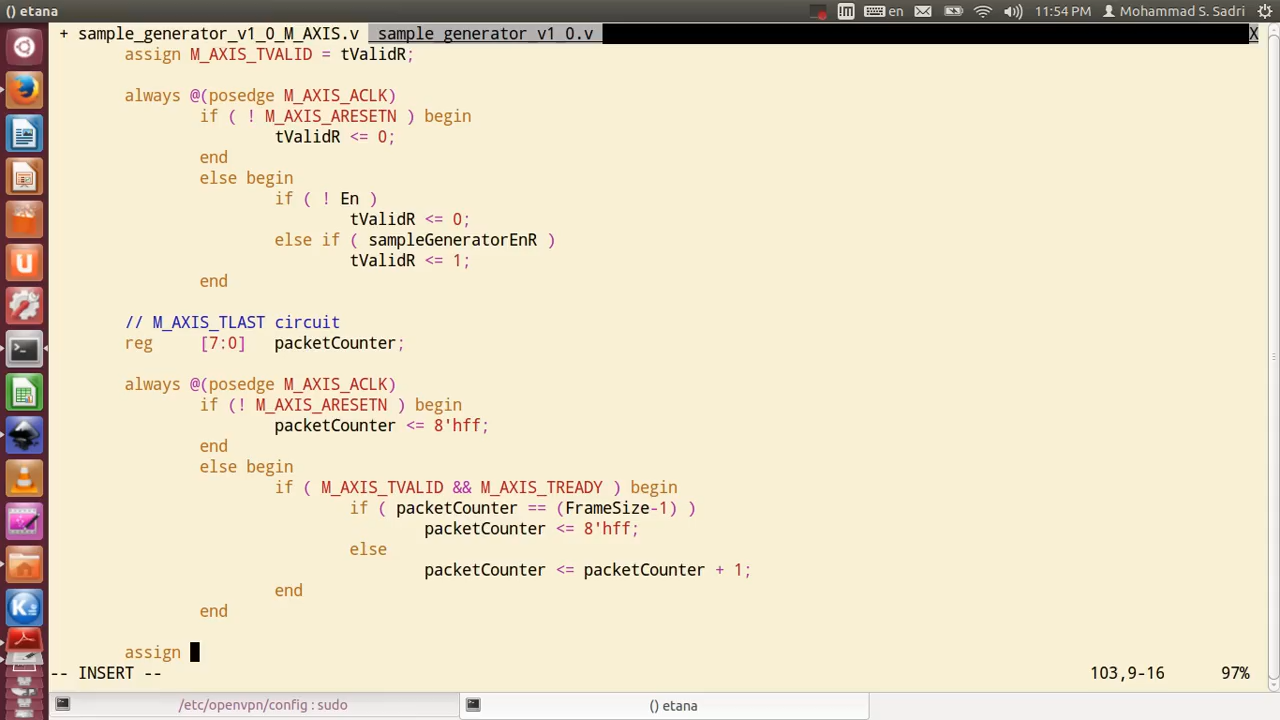 () etana
en
11:54 PM
Mohammad S. Sadri
+ sample_generator_v1_0_M_AXIS.v
sample_generator_v1_0.v
X
assign M_AXIS_TVALID = tValidR;
always @(posedge M_AXIS_ACLK)
if ( ! M_AXIS_ARESETN ) begin
tValidR <= 0;
end
else begin
if ( ! En )
tValidR <= 0;
else if ( sampleGeneratorEnR )
tValidR <= 1;
end
// M_AXIS_TLAST circuit
reg [7:0] packetCounter;
always @(posedge M_AXIS_ACLK)
if (! M_AXIS_ARESETN ) begin
packetCounter <= 8'hff;
end
else begin
if ( M_AXIS_TVALID && M_AXIS_TREADY ) begin
if ( packetCounter == (FrameSize-1) )
packetCounter <= 8'hff;
else
packetCounter <= packetCounter + 1;
end
end
assign
-- INSERT --
103,9-16
97%
/etc/openvpn/config : sudo
() etana